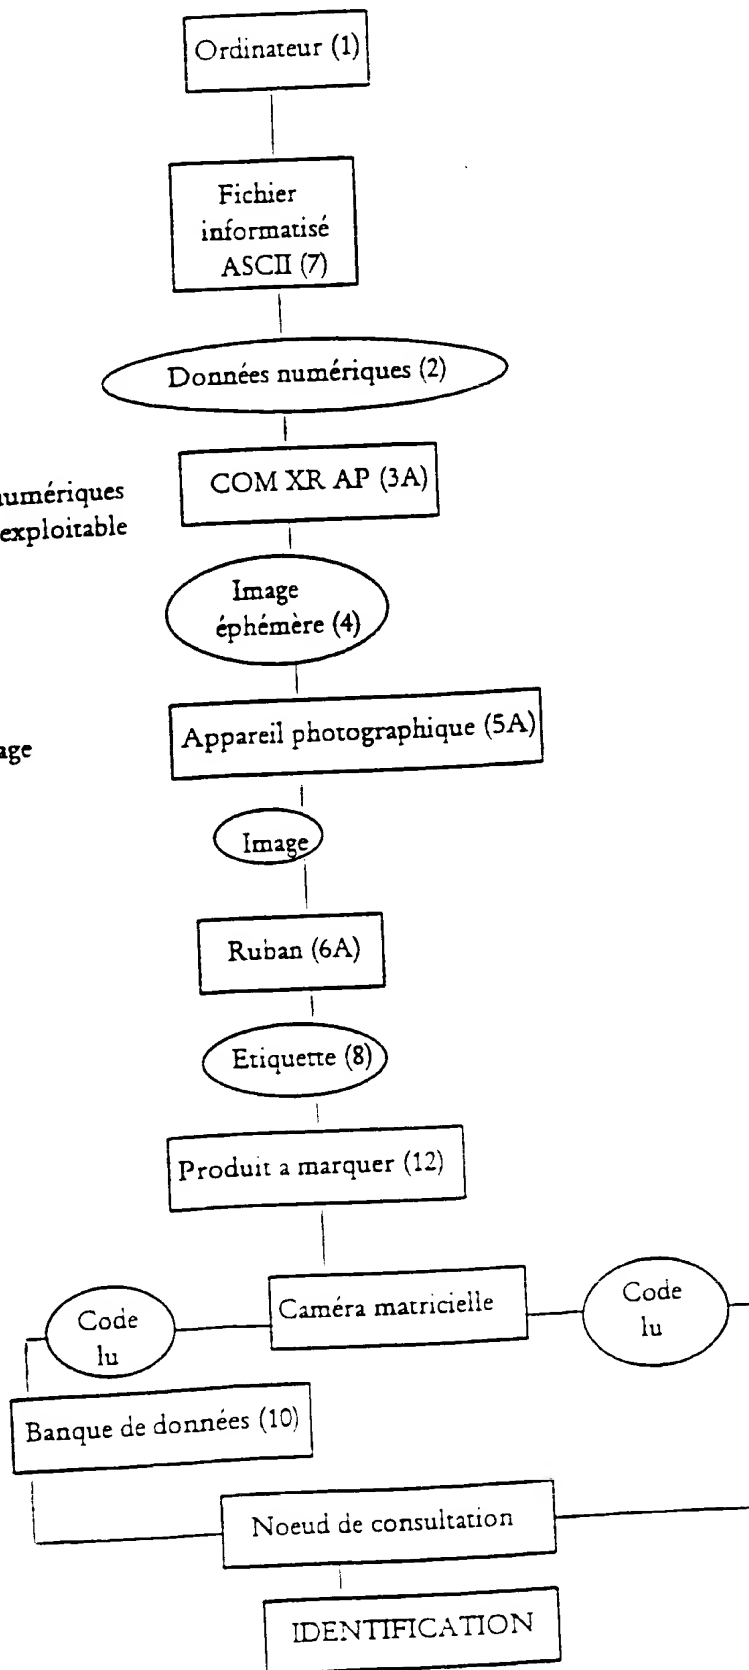 Ordinateur (1)
Fichier
informatisé
ASCII (7)
Données numériques (2)
numériques
exploitable
COM XR AP (3A)
Image
éphémère (4)
Appareil photographique (5A)
Image
Ruban (6A)
Etiquette (8)
Produit a marquer (12)
Code
lu
Caméra matricielle
Code
lu
Banque de données (10)
Noeud de consultation
IDENTIFICATION